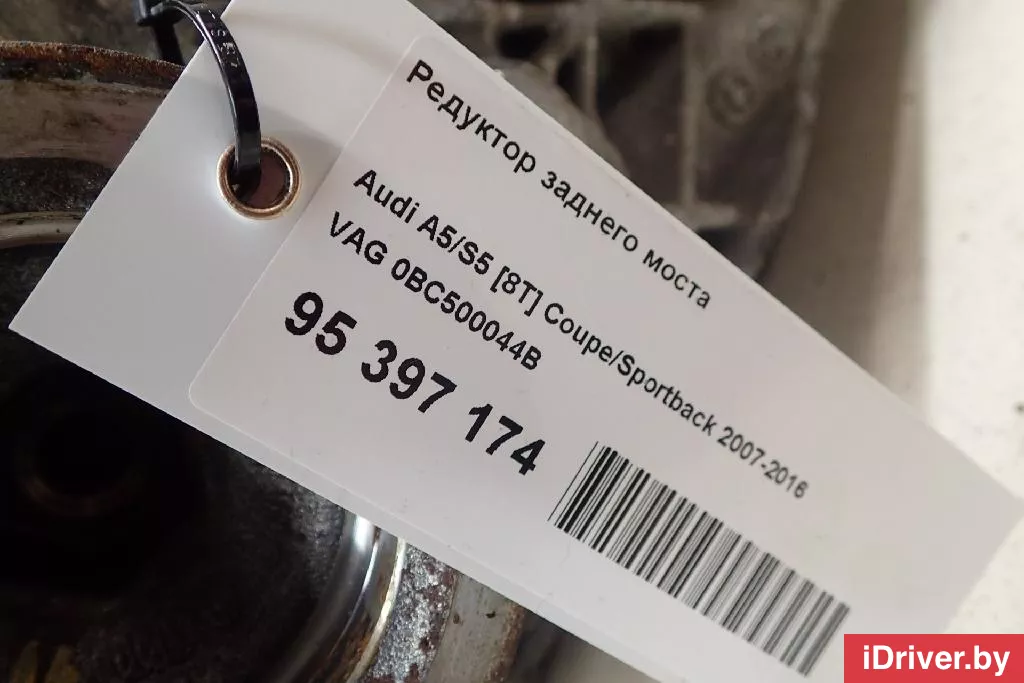 Редуктор заднего моста
Audi A5/S5 [8T] Coupe/Sportback 2007-2016
VAG 0BC500044B
95 397 174
iDriver.by